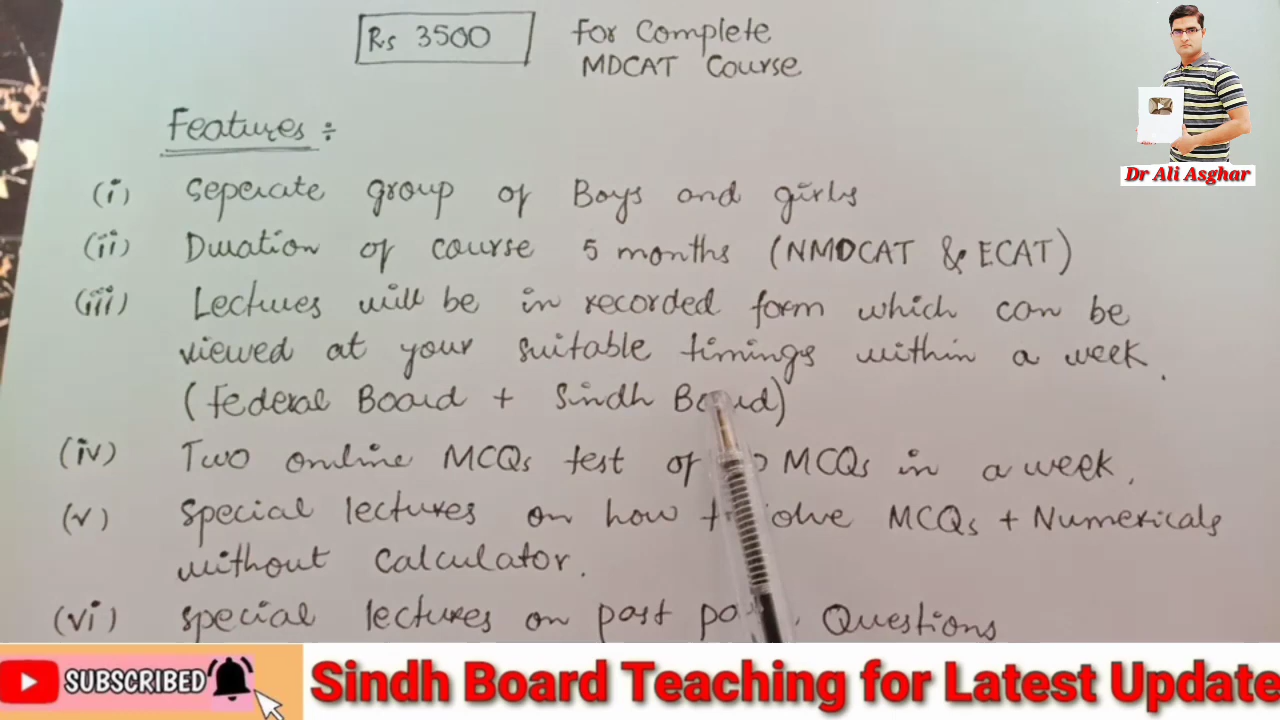 Rs 3500 For Complete
MDCAT Course
Dr Ali Asghar
Features :
(i) Seperate group of Boys and girls
(ii) Duration of course 5 months (NMDCAT & ECAT)
(iii) Lectures will be in recorded form which can be
viewed at your suitable timings within a week.
(Federal Board + Sindh Board)
(iv) Two online MCQs test of MCQs in a week.
(v) Special lectures on how MCQs + Numericals
without calculator.
(vi) Special lectures on past Questions
SUBSCRIBED
Sindh Board Teaching for Latest Update